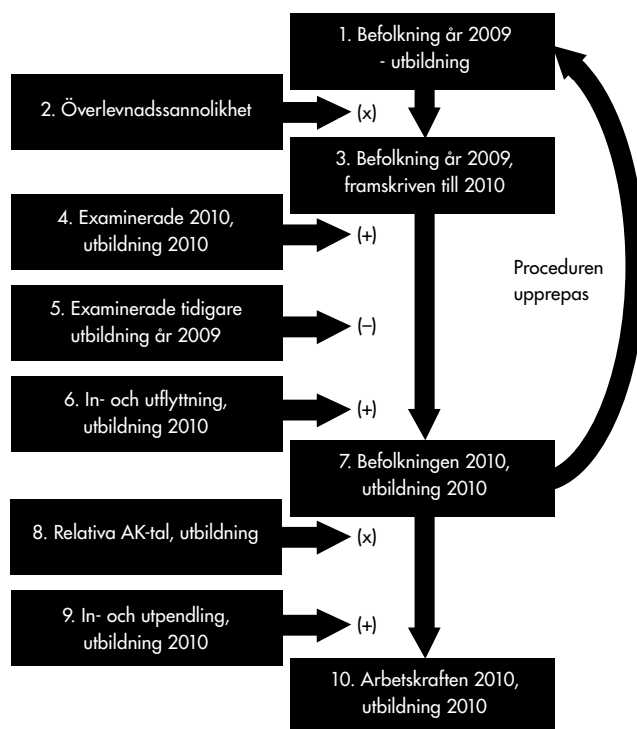 1. Befolkning år 2009
- utbildning
2. Överlevnadssannolikhet
(x)
3. Befolkning år 2009,
framskriven till 2010
4. Examinerade 2010,
utbildning 2010
(+)
Proceduren
upprepas
5. Examinerade tidigare
utbildning år 2009
(–)
6. In- och utflyttning,
utbildning 2010
(+)
7. Befolkningen 2010,
utbildning 2010
8. Relativa AK-tal, utbildning
(x)
9. In- och utpendling,
utbildning 2010
(+)
10. Arbetskraften 2010,
utbildning 2010